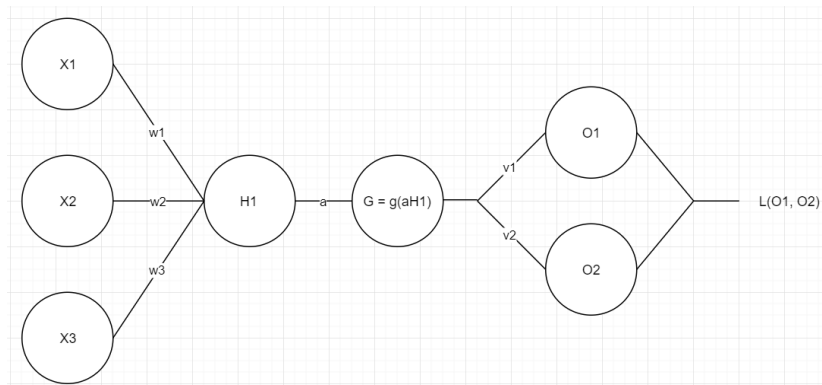 X1
w1
X2
w2
H1
a
G = g(aH1)
v1
O1
L(O1, O2)
v2
O2
w3
X3